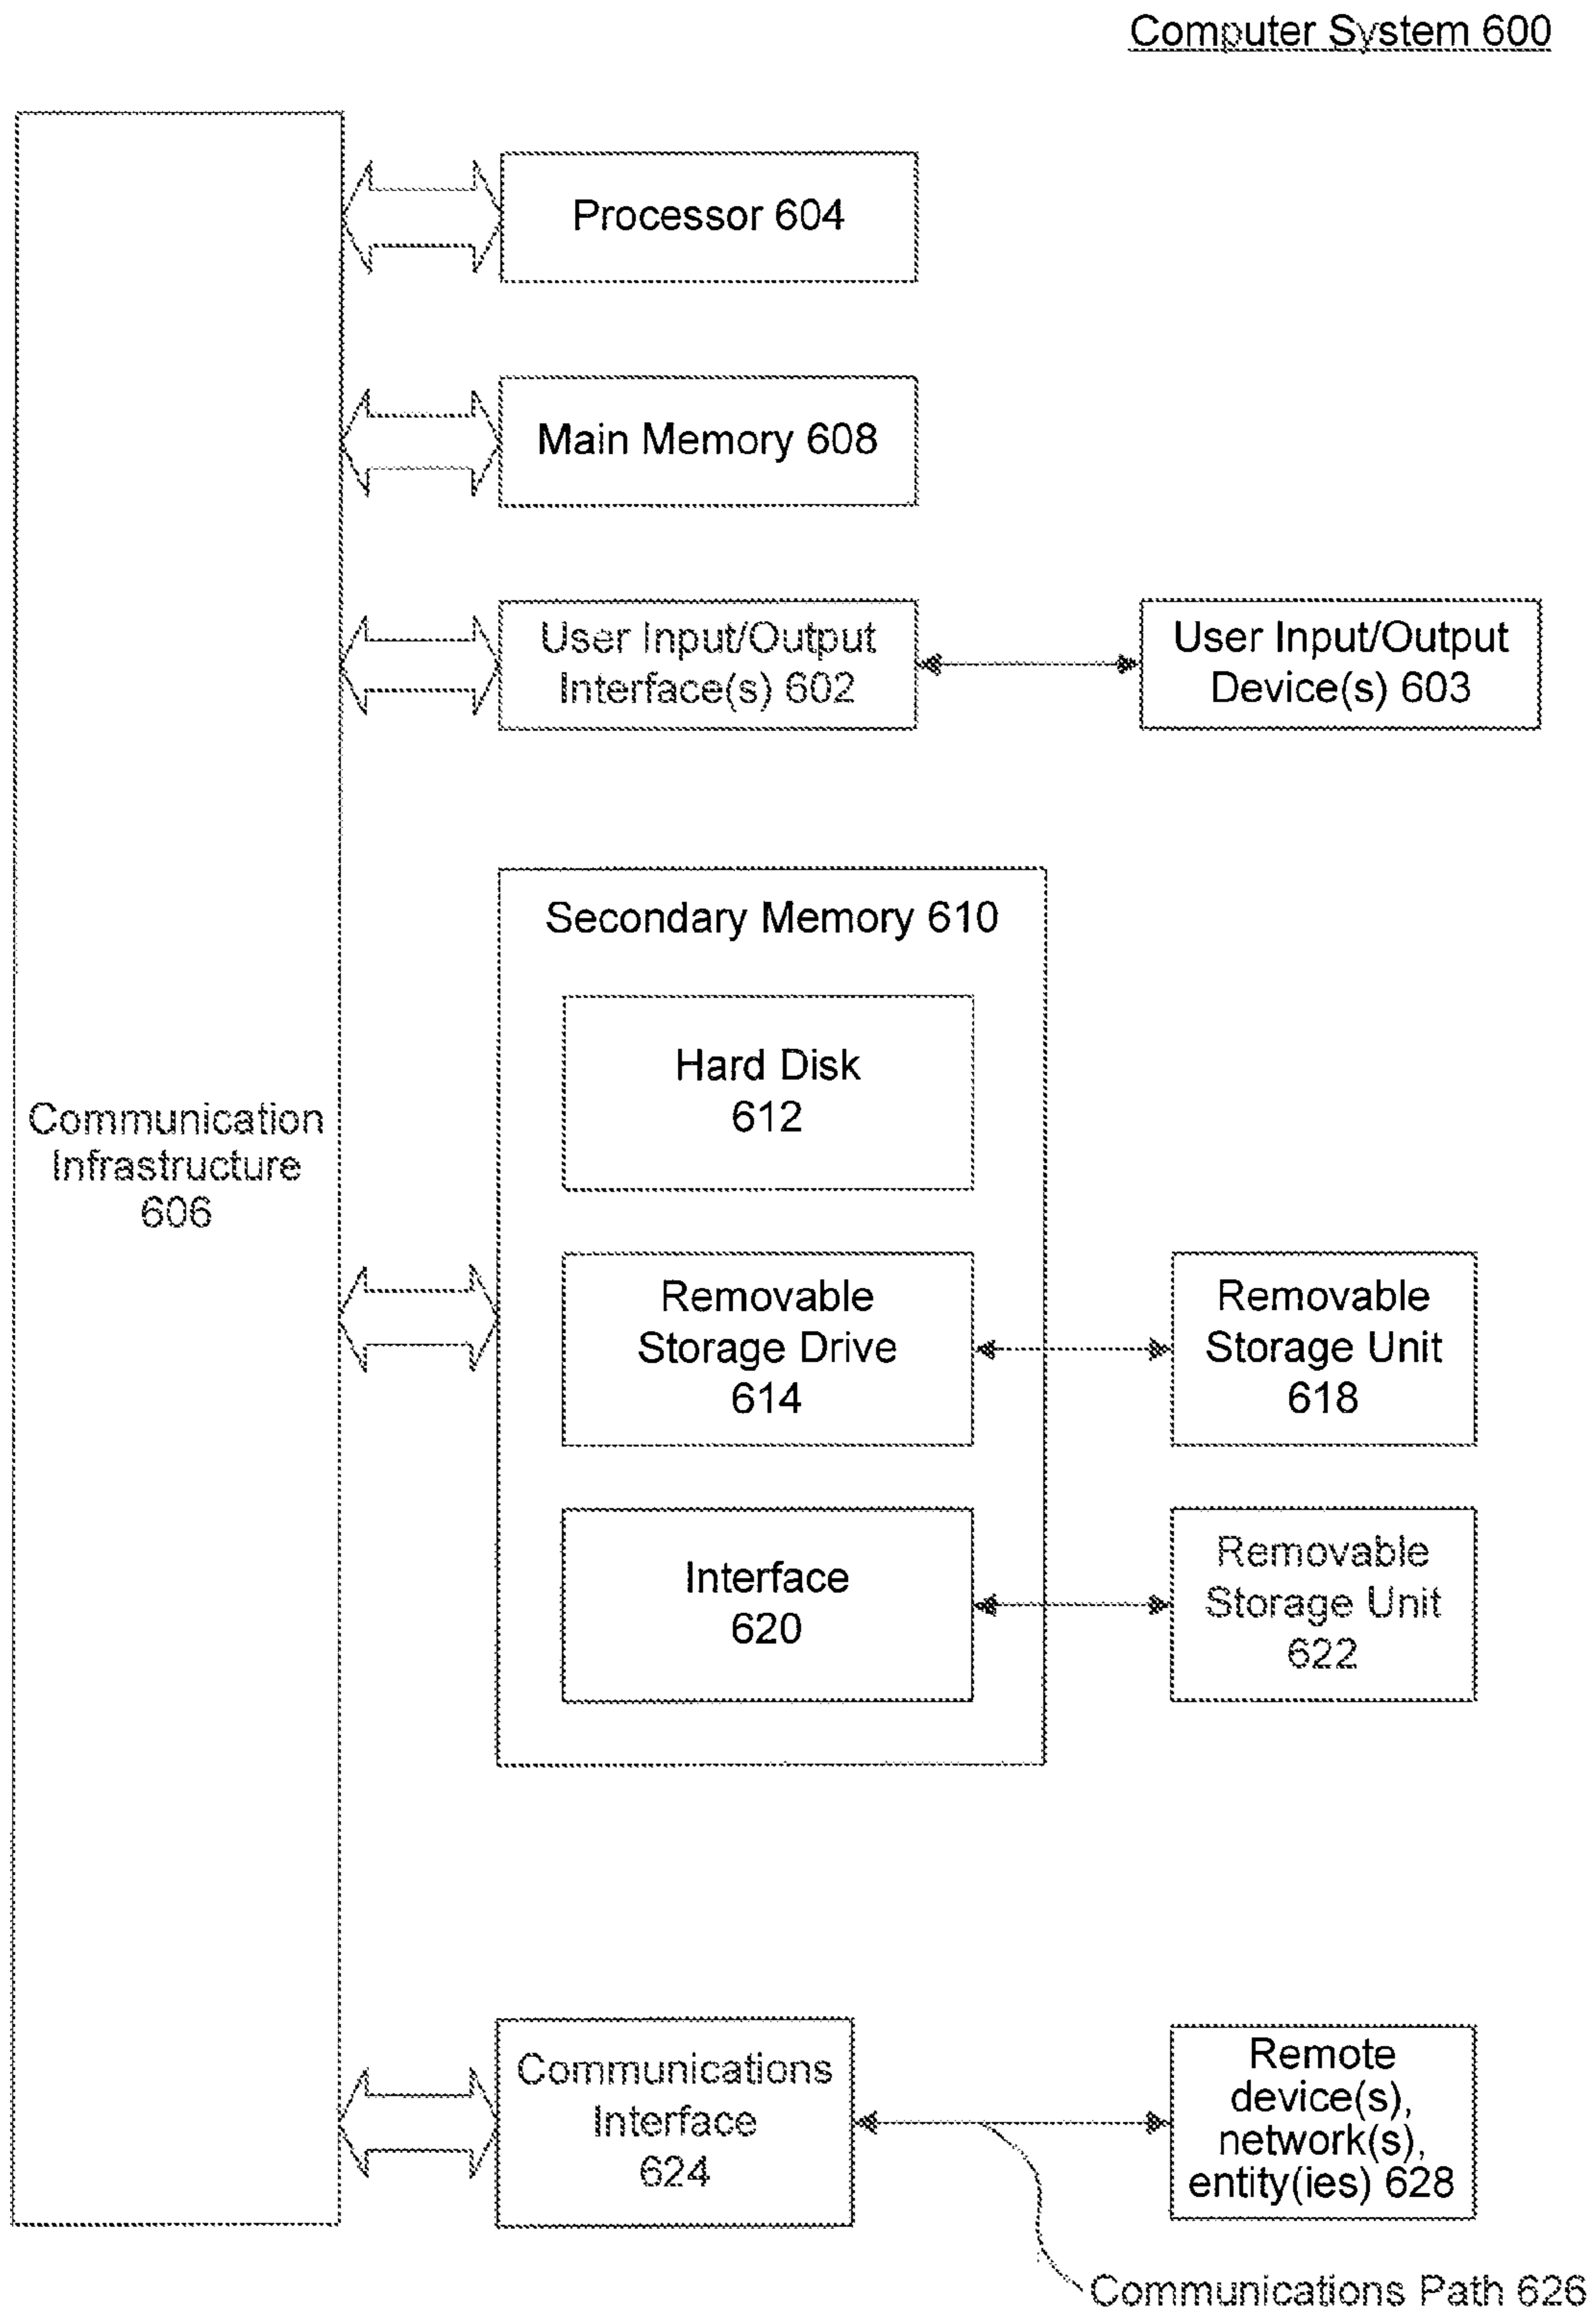 Computer System 600
Processor 604
Main Memory 608
User Input/Output
Interface(s) 602
User Input/Output
Device(s) 603
Secondary Memory 610
Hard Disk
612
Communication
Infrastructure
606
Removable
Storage Drive
614
Removable
Storage Unit
618
Interface
620
Removable
Storage Unit
622
Communications
Interface
624
Remote
device(s),
network(s),
entity(ies) 628
Communications Path 626